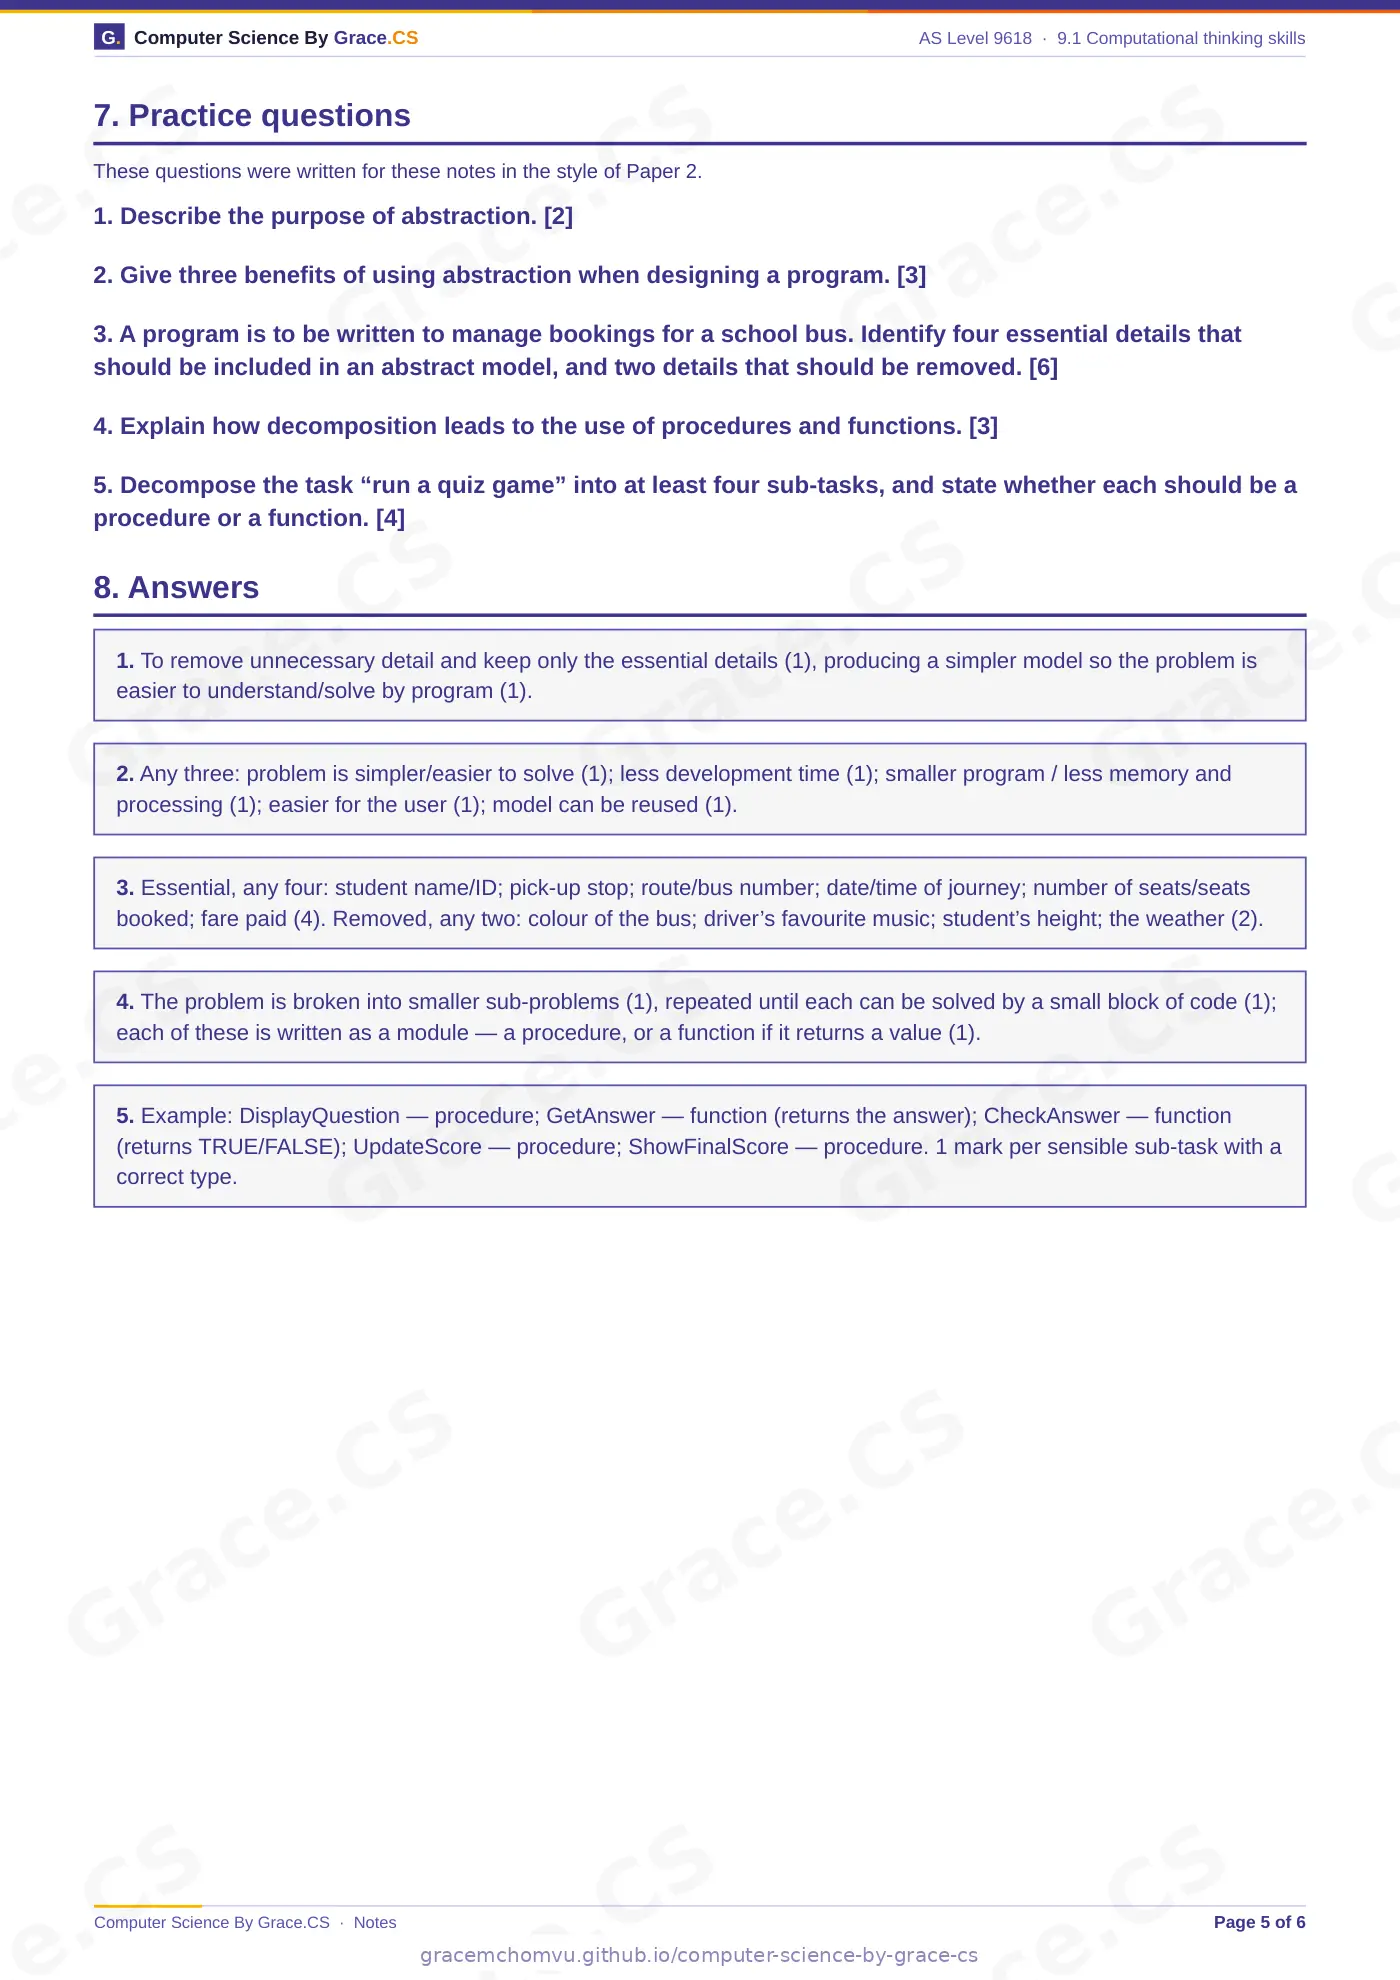 G. Computer Science By Grace.CS
AS Level 9618 · 9.1 Computational thinking skills
7. Practice questions
These questions were written for these notes in the style of Paper 2.
1. Describe the purpose of abstraction. [2]
2. Give three benefits of using abstraction when designing a program. [3]
3. A program is to be written to manage bookings for a school bus. Identify four essential details that
should be included in an abstract model, and two details that should be removed. [6]
4. Explain how decomposition leads to the use of procedures and functions. [3]
5. Decompose the task “run a quiz game” into at least four sub-tasks, and state whether each should be a
procedure or a function. [4]
8. Answers
1. To remove unnecessary detail and keep only the essential details (1), producing a simpler model so the problem is
easier to understand/solve by program (1).
2. Any three: problem is simpler/easier to solve (1); less development time (1); smaller program / less memory and
processing (1); easier for the user (1); model can be reused (1).
3. Essential, any four: student name/ID; pick-up stop; route/bus number; date/time of journey; number of seats/seats
booked; fare paid (4). Removed, any two: colour of the bus; driver’s favourite music; student’s height; the weather (2).
4. The problem is broken into smaller sub-problems (1), repeated until each can be solved by a small block of code (1);
each of these is written as a module — a procedure, or a function if it returns a value (1).
5. Example: DisplayQuestion — procedure; GetAnswer — function (returns the answer); CheckAnswer — function
(returns TRUE/FALSE); UpdateScore — procedure; ShowFinalScore — procedure. 1 mark per sensible sub-task with a
correct type.
Computer Science By Grace.CS · Notes
Page 5 of 6
gracemchomvu.github.io/computer-science-by-grace-cs